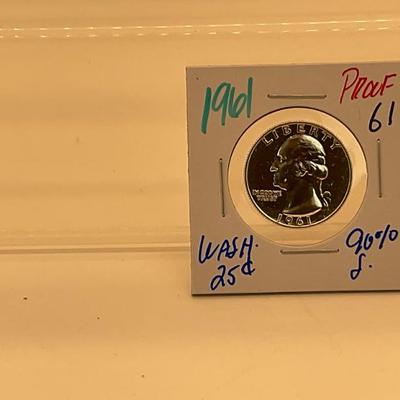 1961
PROOF
61
LIBERTY
IN GOD WE
TRUST
1961
WASH.
25¢
90%
S.